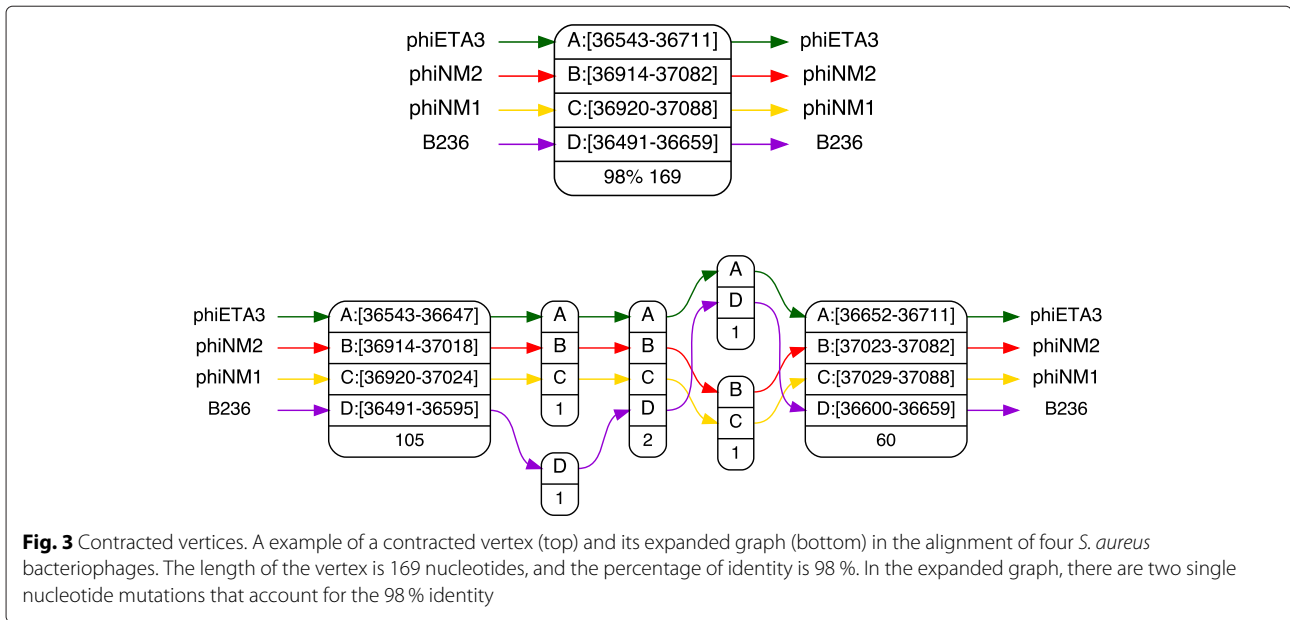 phiETA3 A:[36543-36711] phiETA3
phiNM2 B:[36914-37082] phiNM2
phiNM1 C:[36920-37088] phiNM1
B236 D:[36491-36659] B236
98% 169
A
D
1
phiETA3 A:[36543-36647] A A A:[36652-36711] phiETA3
phiNM2 B:[36914-37018] B B B:[37023-37082] phiNM2
phiNM1 C:[36920-37024] C C C:[37029-37088] phiNM1
B236 D:[36491-36595] 1 D D:[36600-36659] B236
105 2 60
B
C
1
D
1
Fig. 3 Contracted vertices. A example of a contracted vertex (top) and its expanded graph (bottom) in the alignment of four S. aureus
bacteriophages. The length of the vertex is 169 nucleotides, and the percentage of identity is 98 %. In the expanded graph, there are two single
nucleotide mutations that account for the 98 % identity